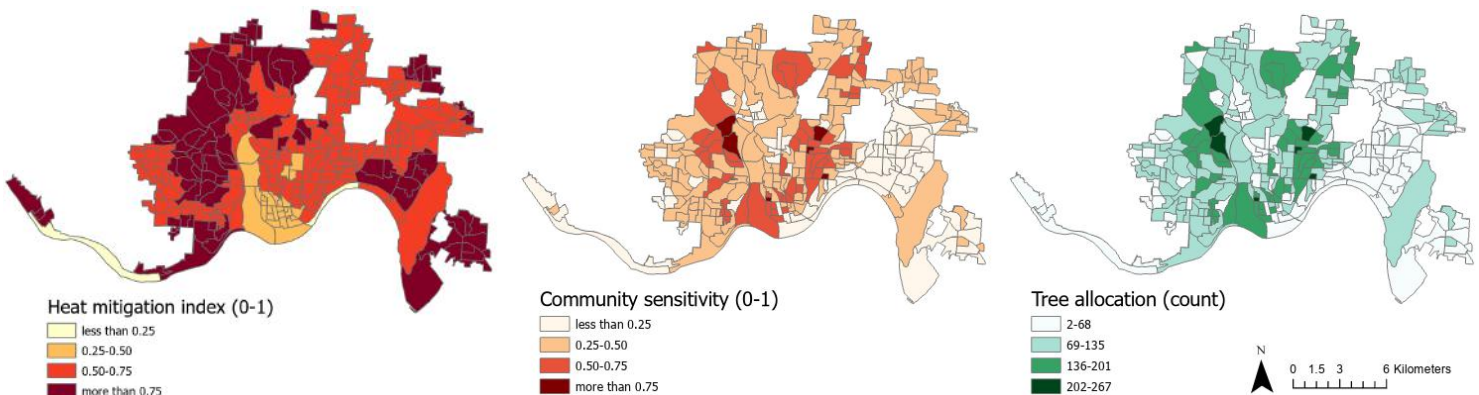 Heat mitigation index (0-1)
less than 0.25
0.25-0.50
0.50-0.75
more than 0.75
Community sensitivity (0-1)
less than 0.25
0.25-0.50
0.50-0.75
more than 0.75
Tree allocation (count)
2-68
69-135
136-201
202-267
N
0 1.5 3 6 Kilometers